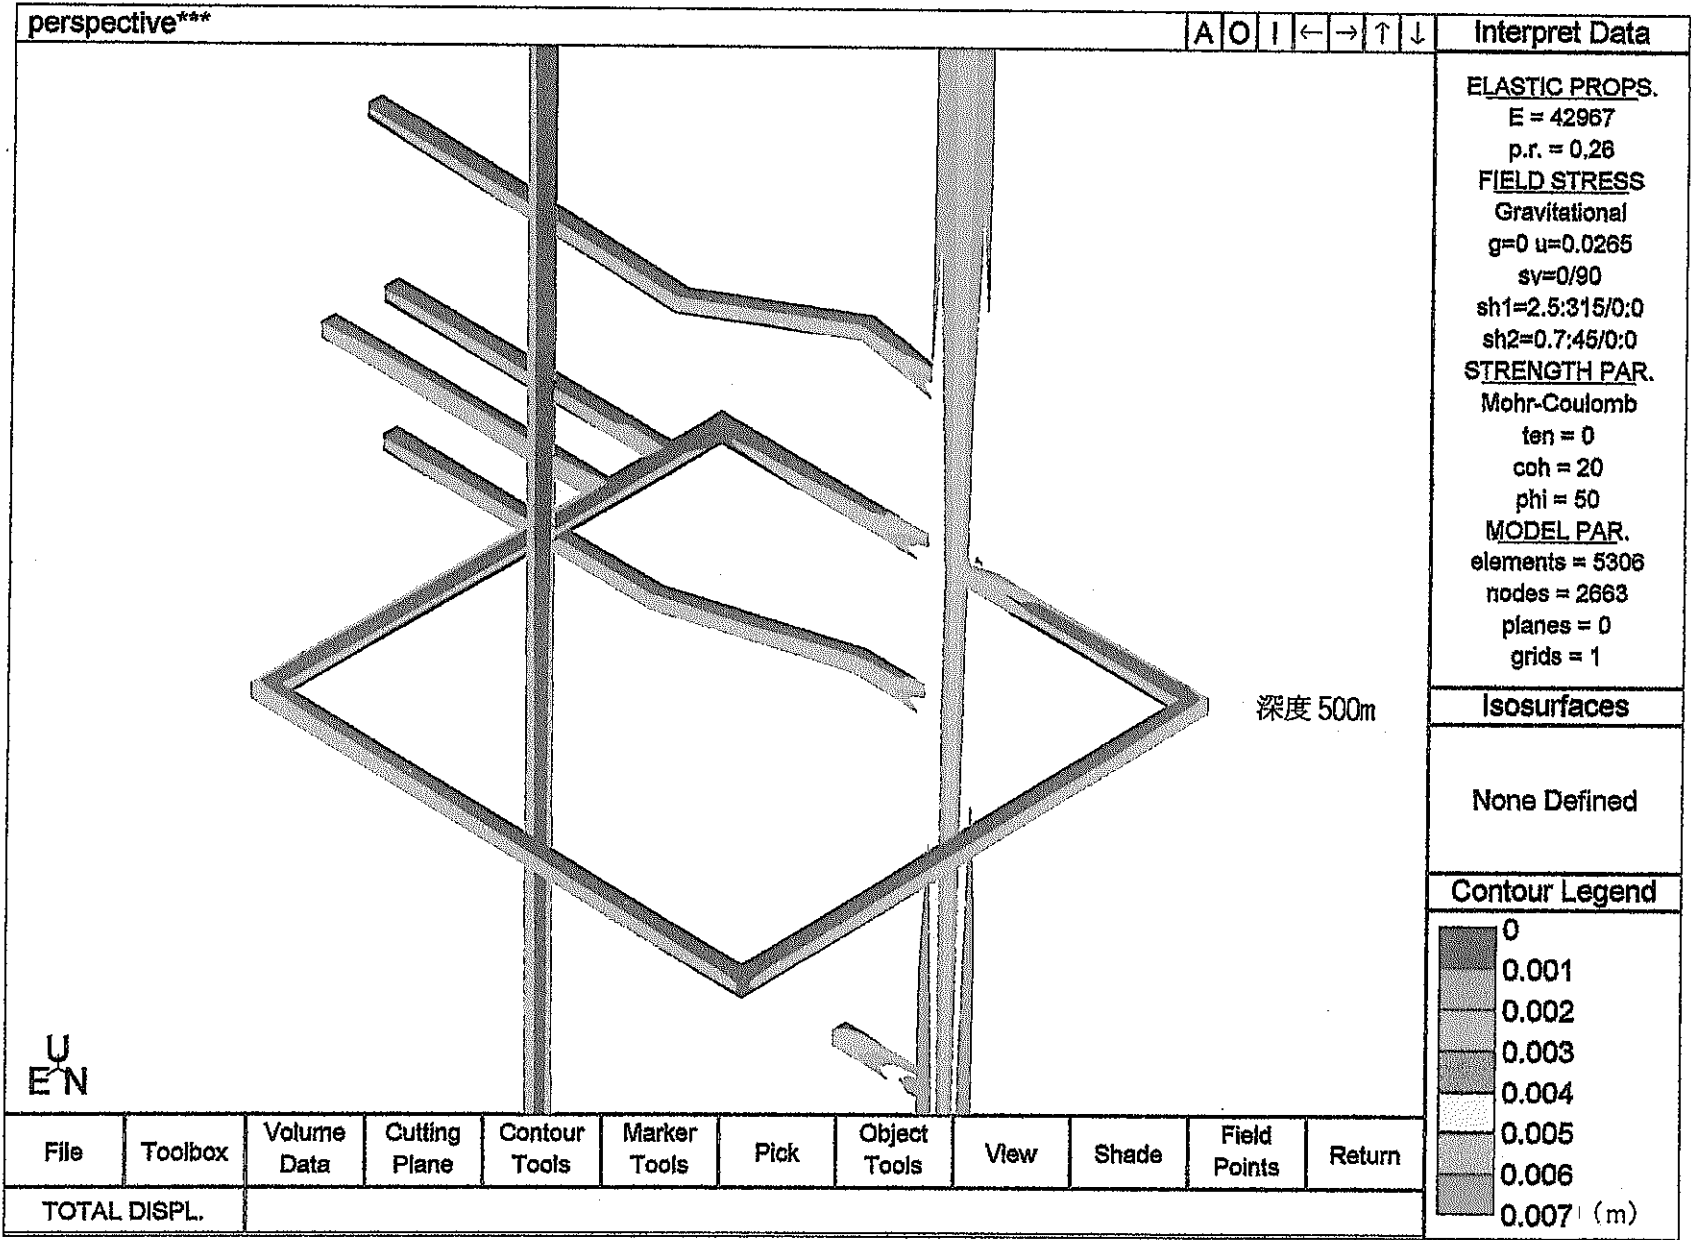 perspective***
A O I ← → ↑ ↓
Interpret Data
ELASTIC PROPS.
E = 42967
p.r. = 0.26
FIELD STRESS
Gravitational
g=0 u=0.0265
sv=0/90
sh1=2.5:315/0:0
sh2=0.7:45/0:0
STRENGTH PAR.
Mohr-Coulomb
ten = 0
coh = 20
phi = 50
MODEL PAR.
elements = 5306
nodes = 2663
planes = 0
grids = 1
深度 500m
Isosurfaces
None Defined
Contour Legend
0
0.001
0.002
0.003
0.004
0.005
0.006
0.007 (m)
U
E N
File
Toolbox
Volume
Data
Cutting
Plane
Contour
Tools
Marker
Tools
Pick
Object
Tools
View
Shade
Field
Points
Return
TOTAL DISPL.